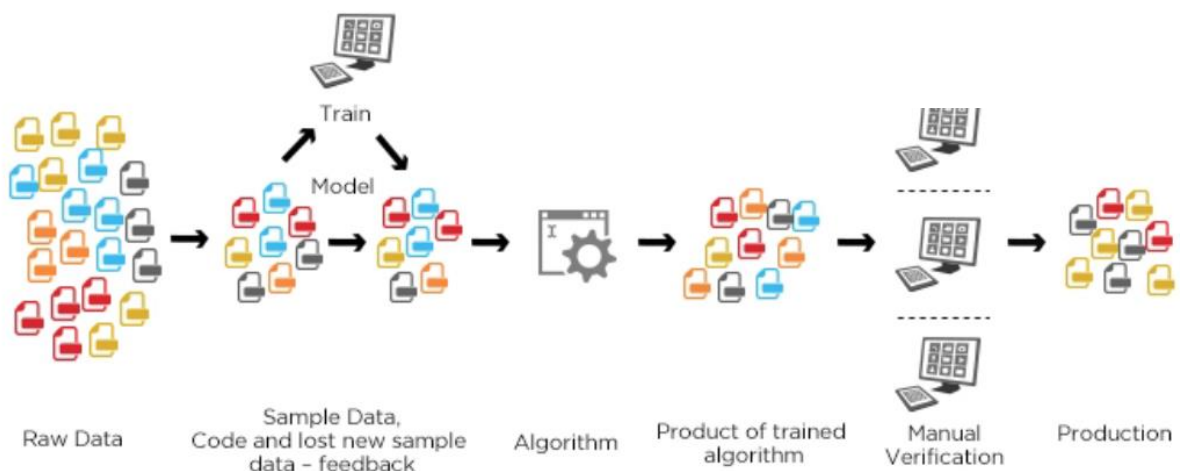 Train
Model
Raw Data
Sample Data,
Code and lost new sample
data – feedback
Algorithm
Product of trained
algorithm
Manual
Verification
Production